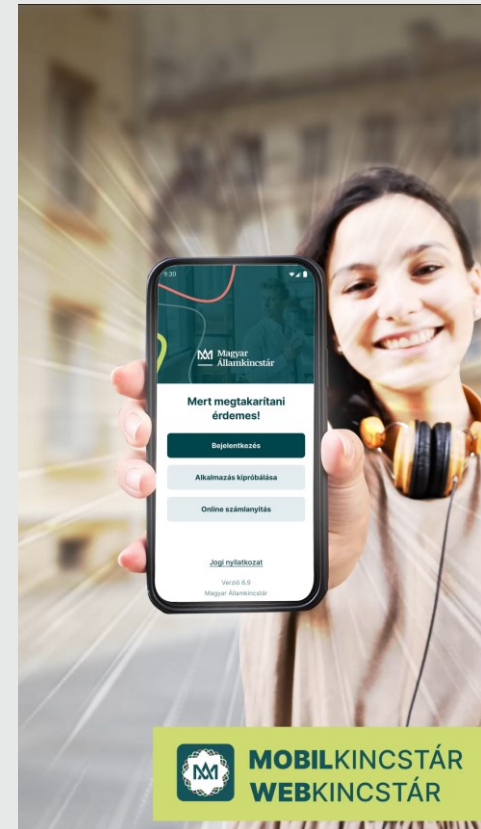 9:30
Magyar
Államkincstár
Mert megtakarítani
érdemes!
Bejelentkezés
Alkalmazás kipróbálása
Online számlanyitás
Jogi nyilatkozat
Verzió 6.9
Magyar Államkincstár
MOBILKINCSTÁR
WEBKINCSTÁR